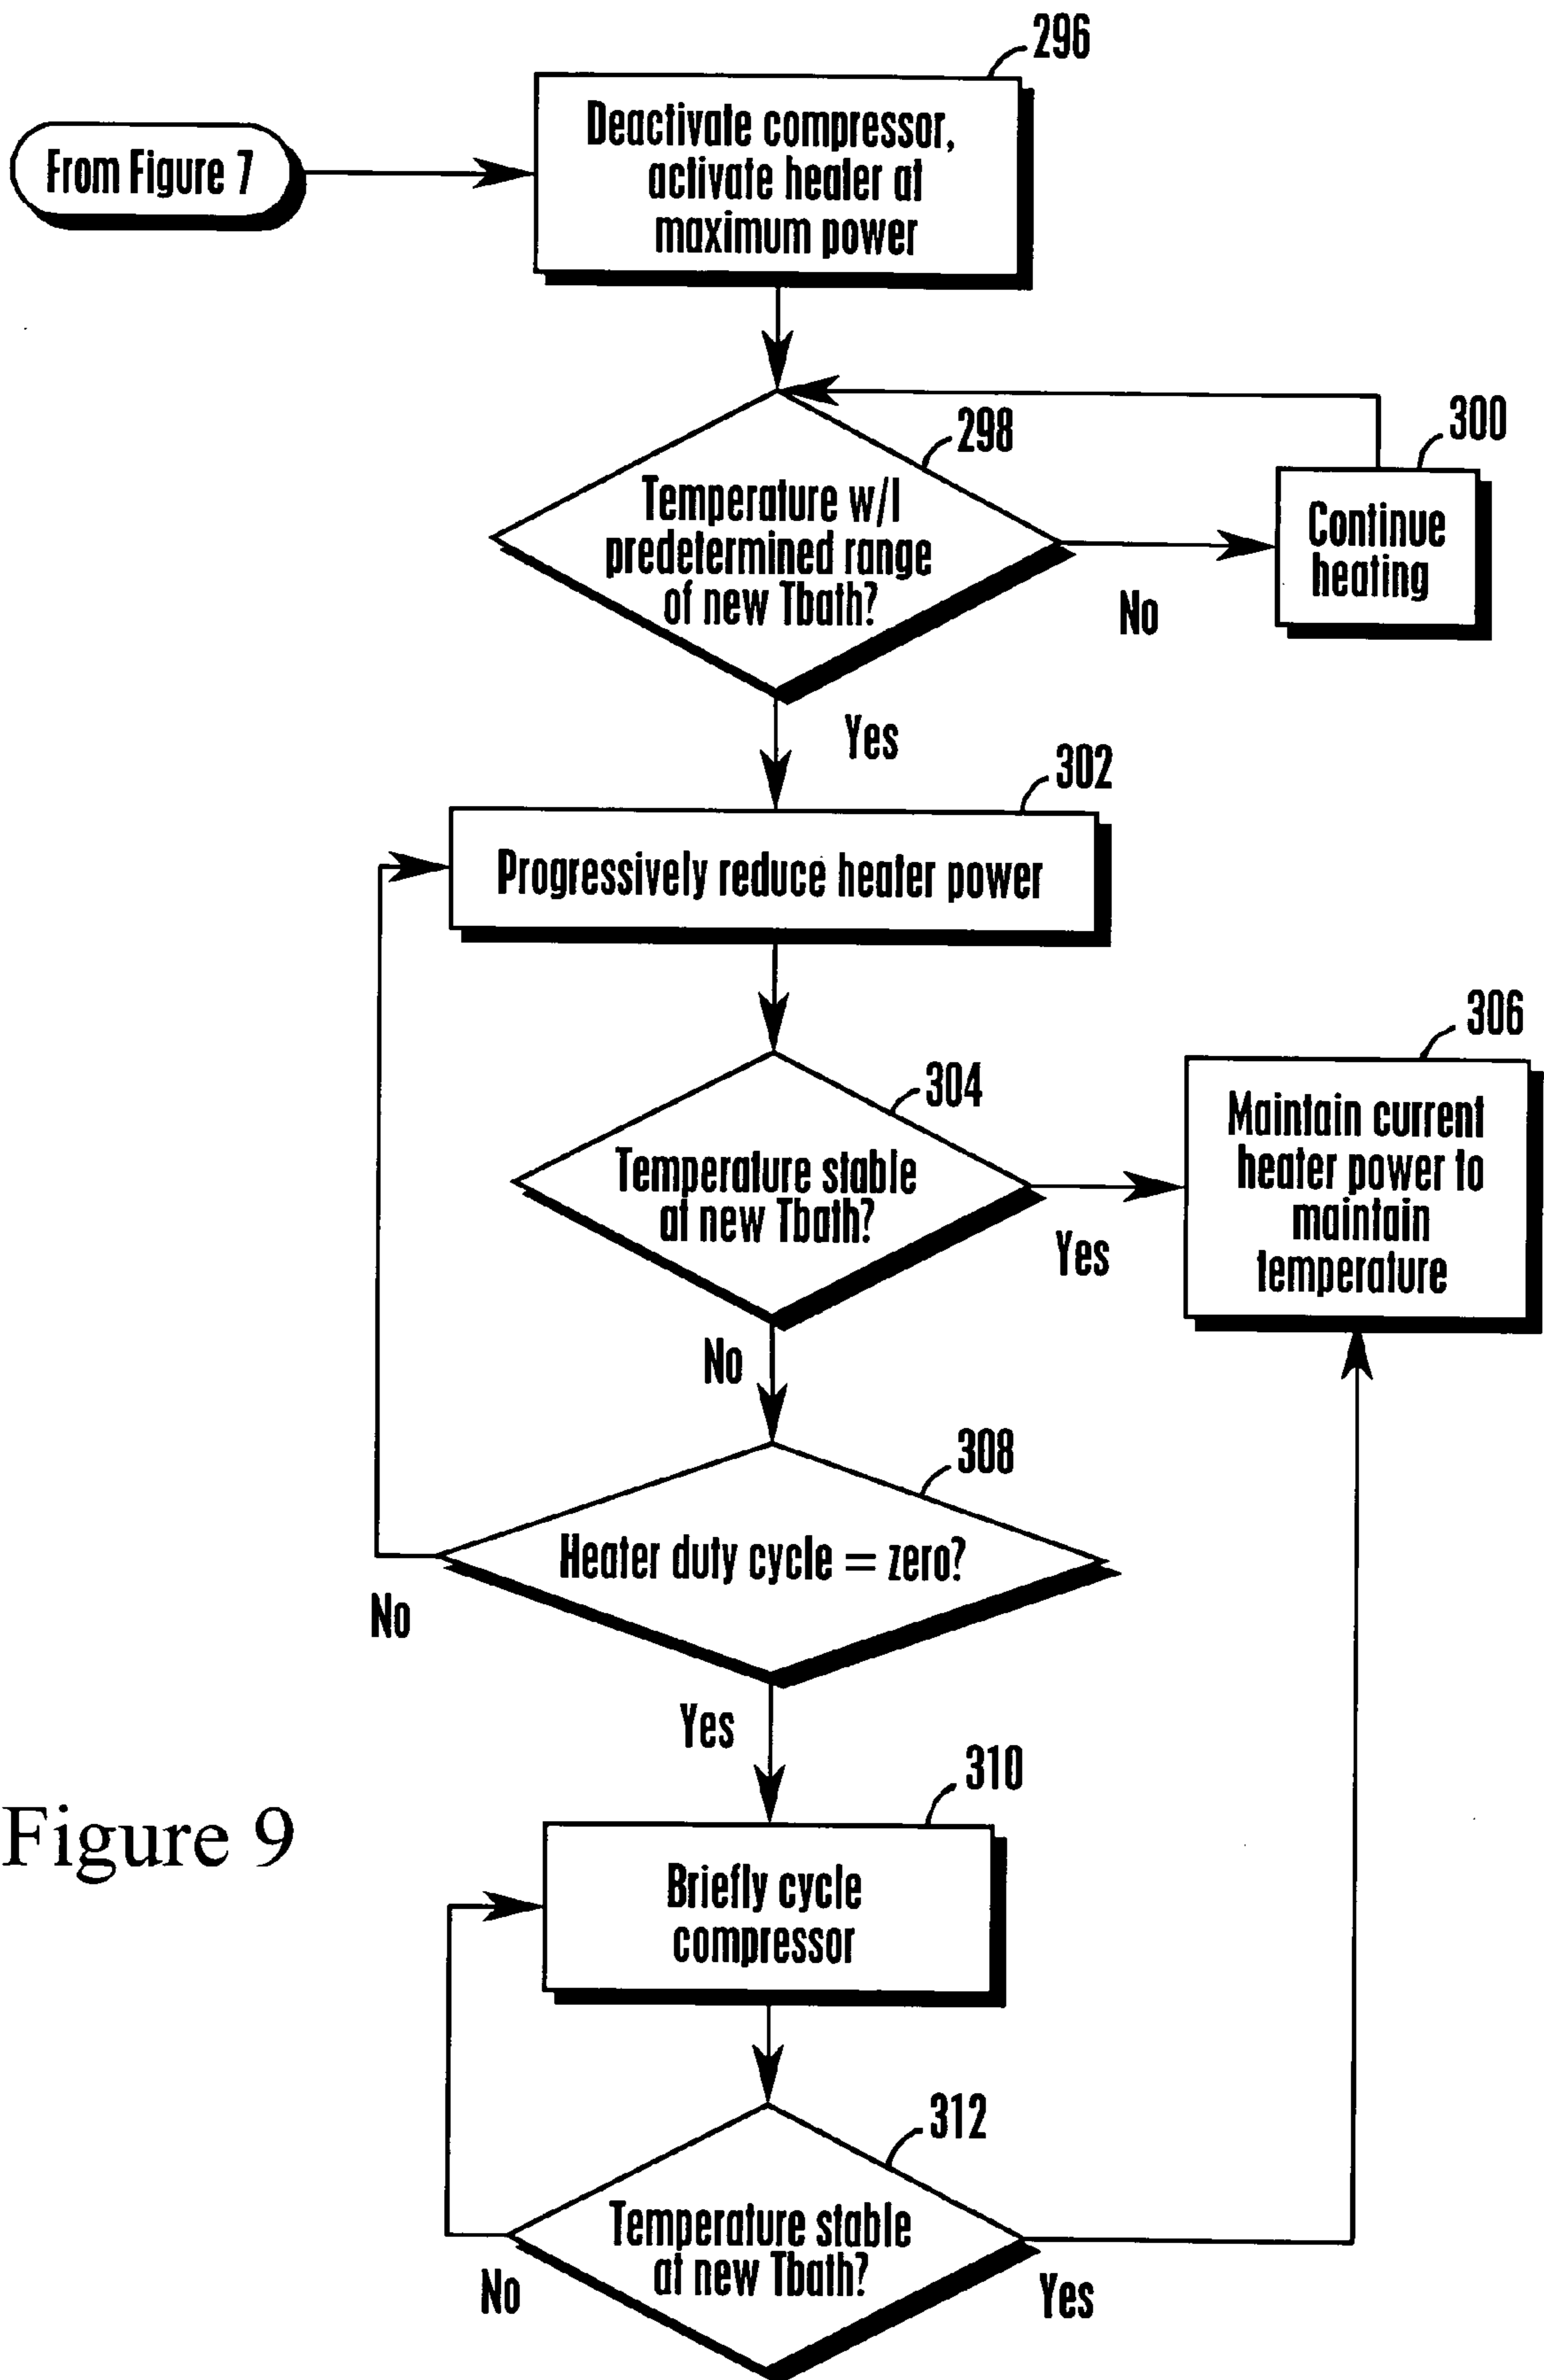 296
From Figure 7
Deactivate compressor,
activate heater at
maximum power
298
300
Temperature w/I
predetermined range
of new Tbath?
Continue
heating
No
Yes
302
Progressively reduce heater power
304
306
Temperature stable
at new Tbath?
Maintain current
heater power to
maintain
temperature
Yes
No
308
Heater duty cycle = zero?
No
Yes
310
Figure 9
Briefly cycle
compressor
312
Temperature stable
at new Tbath?
No
Yes